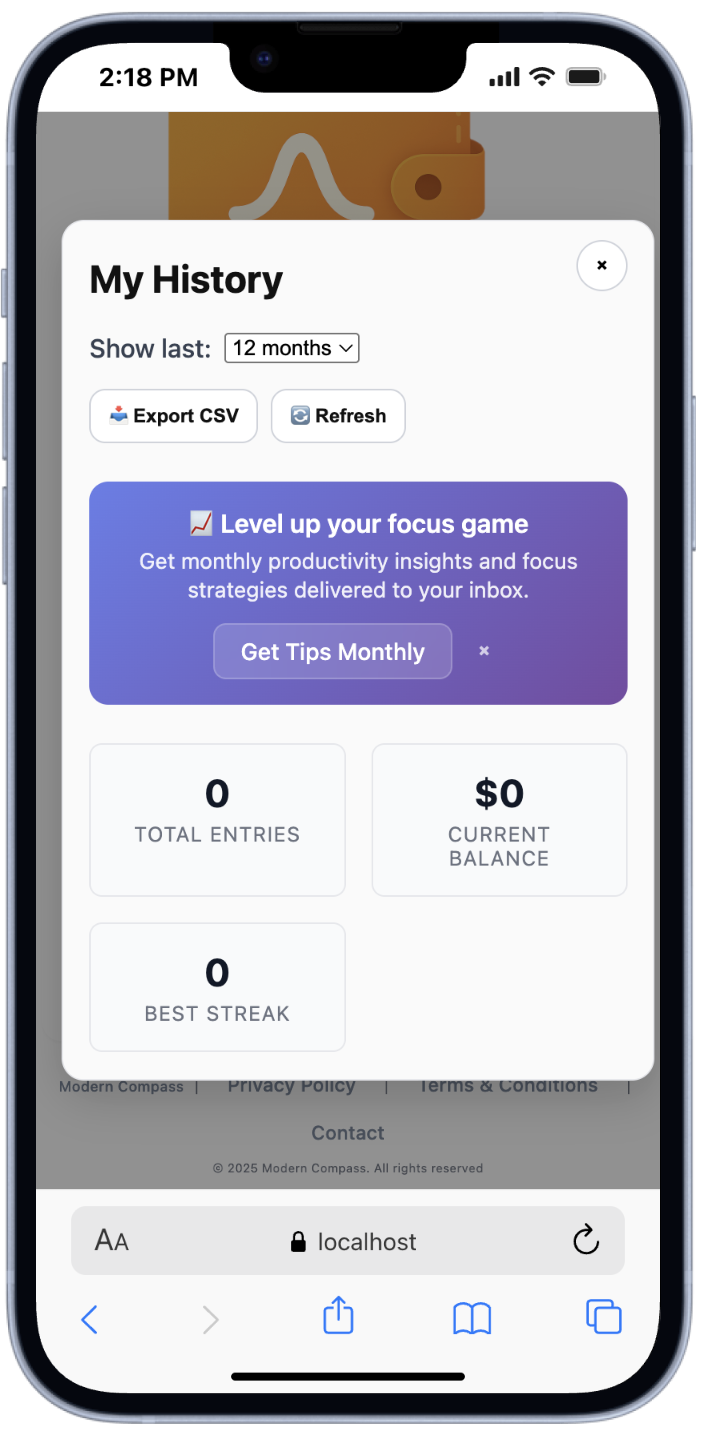 2:18 PM
My History
×
Show last: 12 months
Export CSV
Refresh
Level up your focus game
Get monthly productivity insights and focus
strategies delivered to your inbox.
Get Tips Monthly
×
0
TOTAL ENTRIES
$0
CURRENT
BALANCE
0
BEST STREAK
Modern Compass | Privacy Policy | Terms & Conditions |
Contact
© 2025 Modern Compass. All rights reserved
AA
localhost